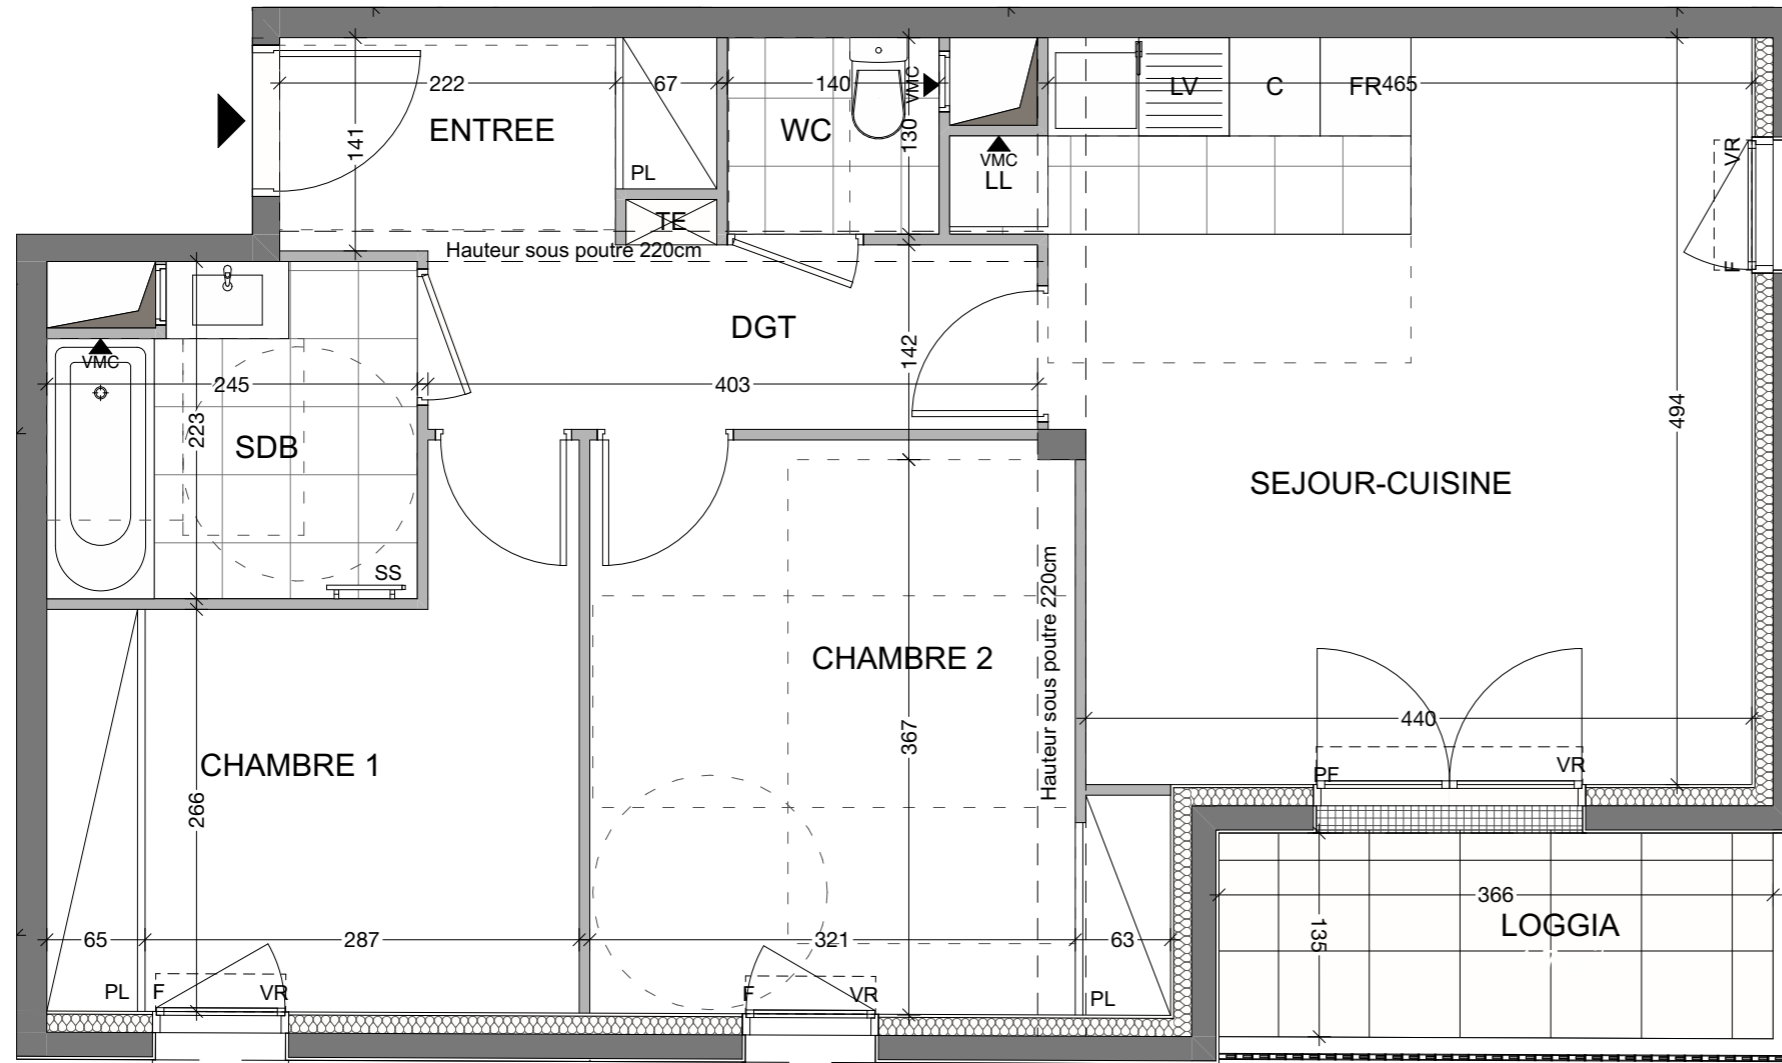 222
67
140
VMC
LV
C
FR
465
ENTREE
WC
141
130
PL
VMC
LL
VR
F
TE
Hauteur sous poutre 220cm
DGT
142
VMC
245
403
223
494
SDB
SEJOUR-CUISINE
SS
CHAMBRE 2
Hauteur sous poutre 220cm
440
367
CHAMBRE 1
PF
VR
266
366
LOGGIA
135
65
287
321
63
PL
F
VR
F
VR
PL